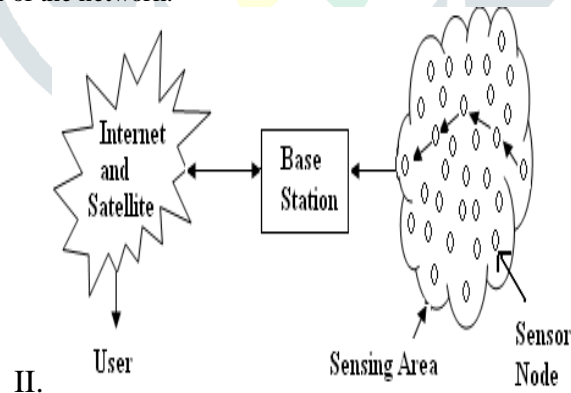 of the network.
Internet
and
Satellite
Base
Station
User
Sensing Area
Sensor
Node
II.